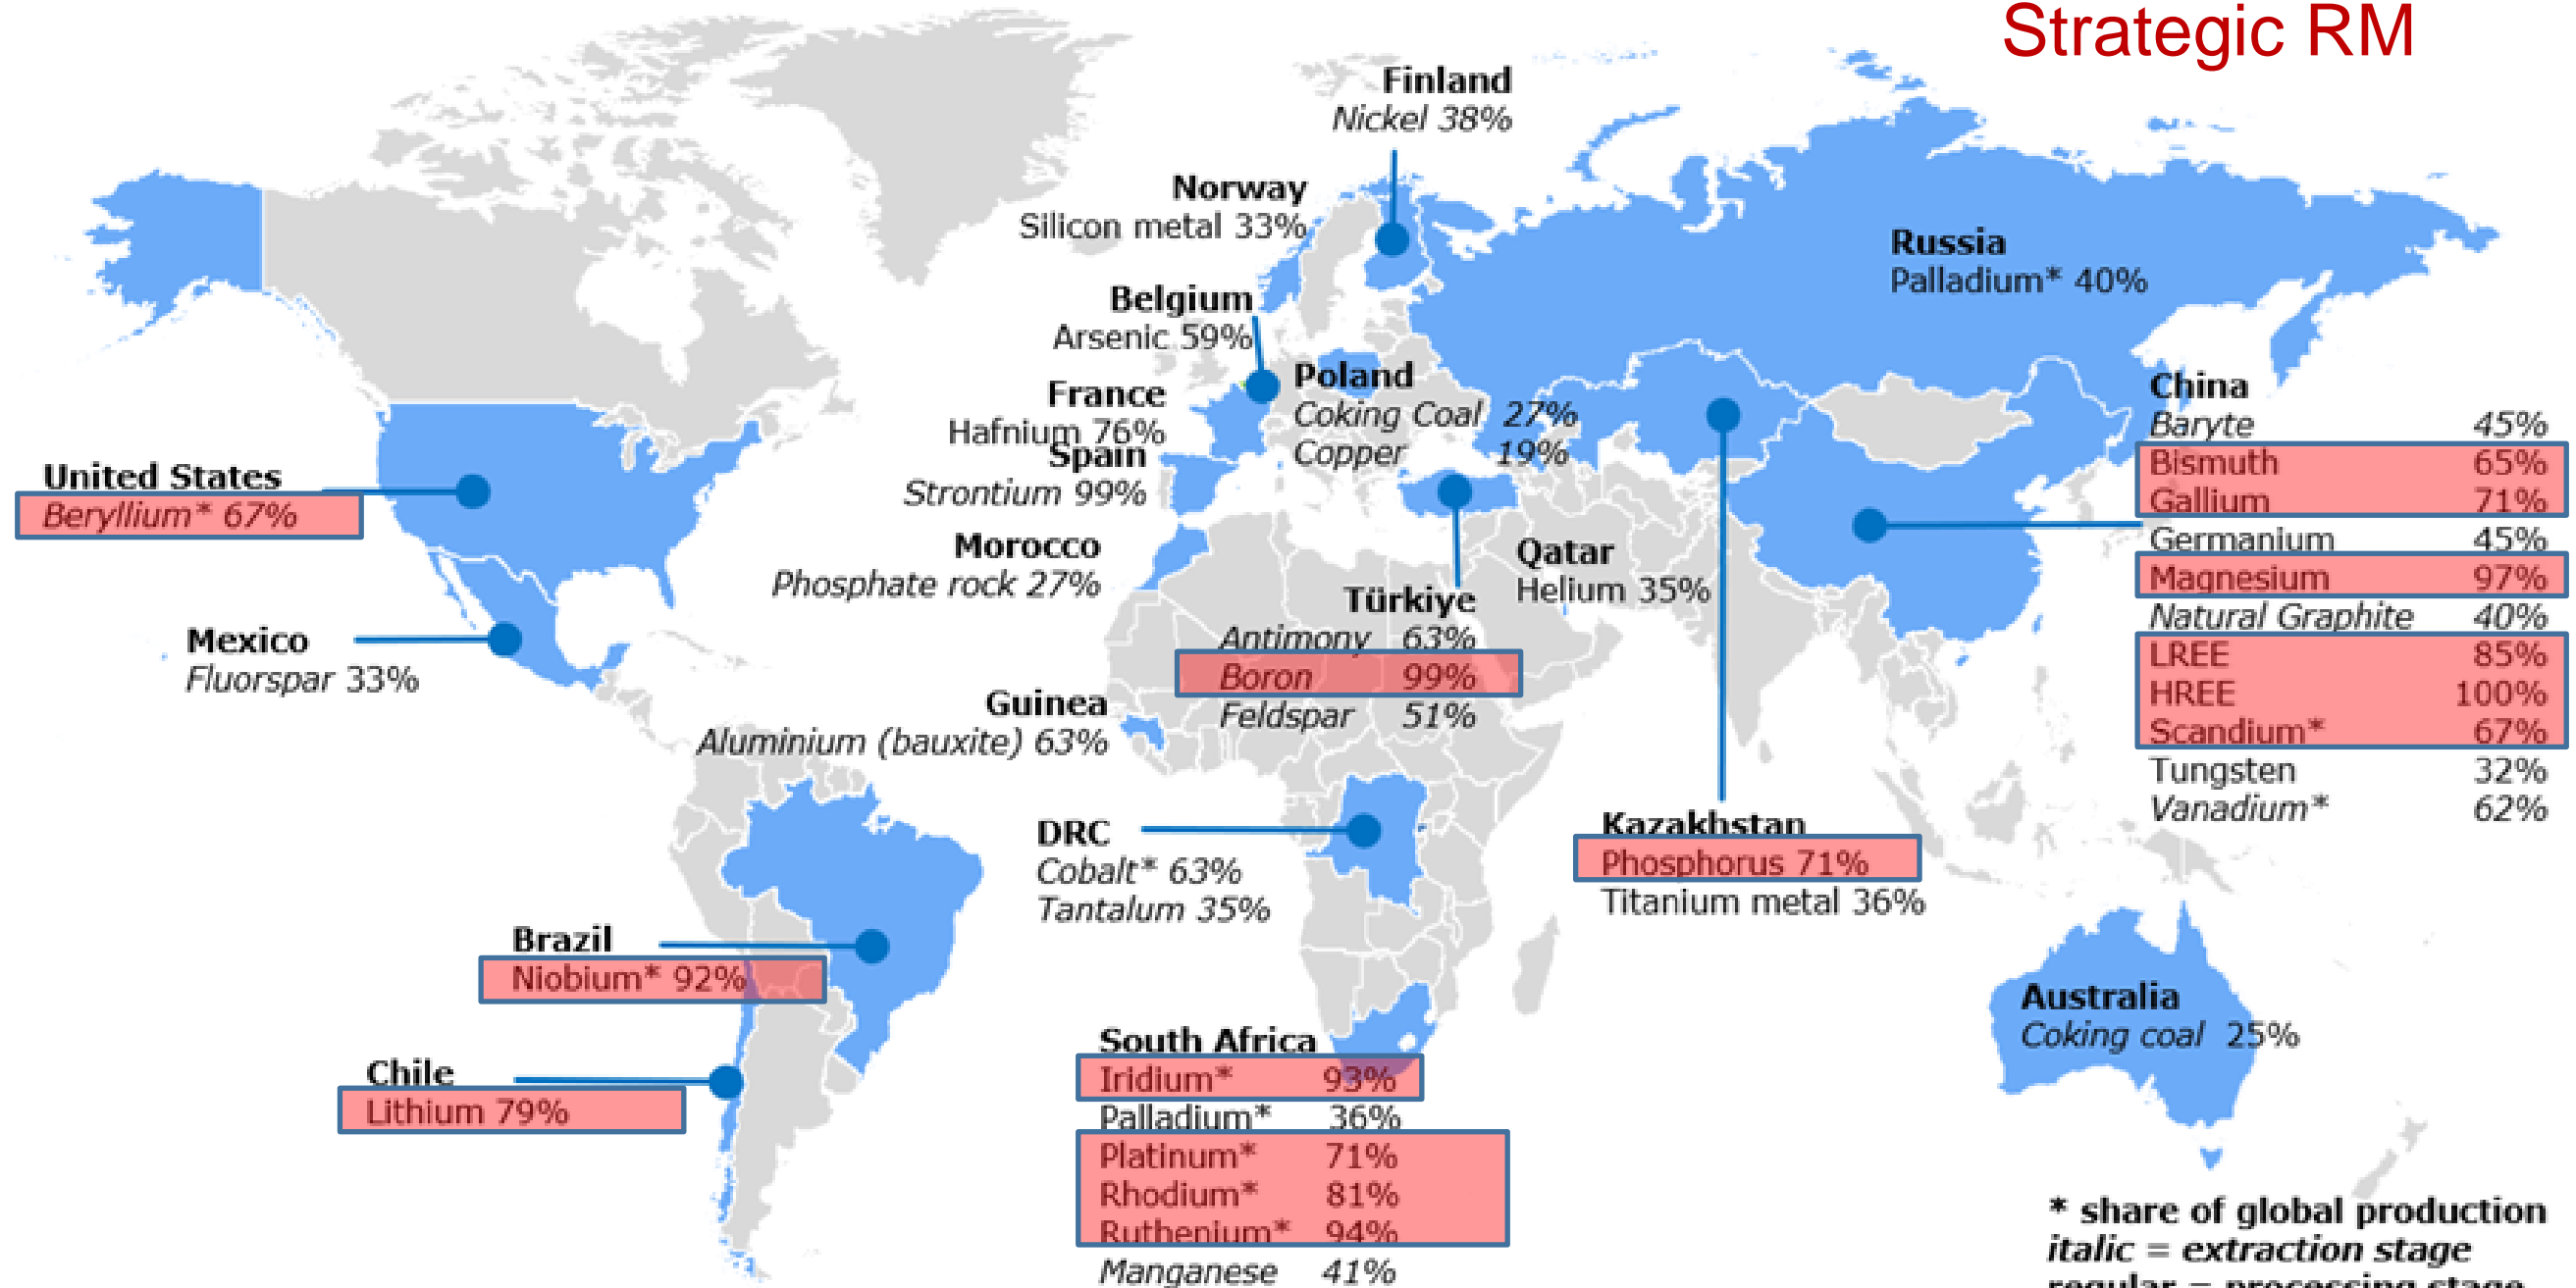 Strategic RM
Finland
Nickel 38%
Norway
Silicon metal 33%
Russia
Palladium* 40%
Belgium
Arsenic 59%
France
Hafnium 76%
Poland
Coking Coal 27%
Copper 19%
Spain
Strontium 99%
United States
Beryllium* 67%
Morocco
Phosphate rock 27%
Mexico
Fluorspar 33%
Qatar
Helium 35%
Türkiye
Antimony 63%
Boron 99%
Feldspar 51%
China
Baryte 45%
Bismuth 65%
Gallium 71%
Germanium 45%
Magnesium 97%
Natural Graphite 40%
LREE 85%
HREE 100%
Scandium* 67%
Tungsten 32%
Vanadium* 62%
Guinea
Aluminium (bauxite) 63%
DRC
Cobalt* 63%
Tantalum 35%
Kazakhstan
Phosphorus 71%
Titanium metal 36%
Brazil
Niobium* 92%
Chile
Lithium 79%
South Africa
Iridium* 93%
Palladium* 36%
Platinum* 71%
Rhodium* 81%
Ruthenium* 94%
Manganese 41%
Australia
Coking coal 25%
* share of global production
italic = extraction stage
regular = processing stage